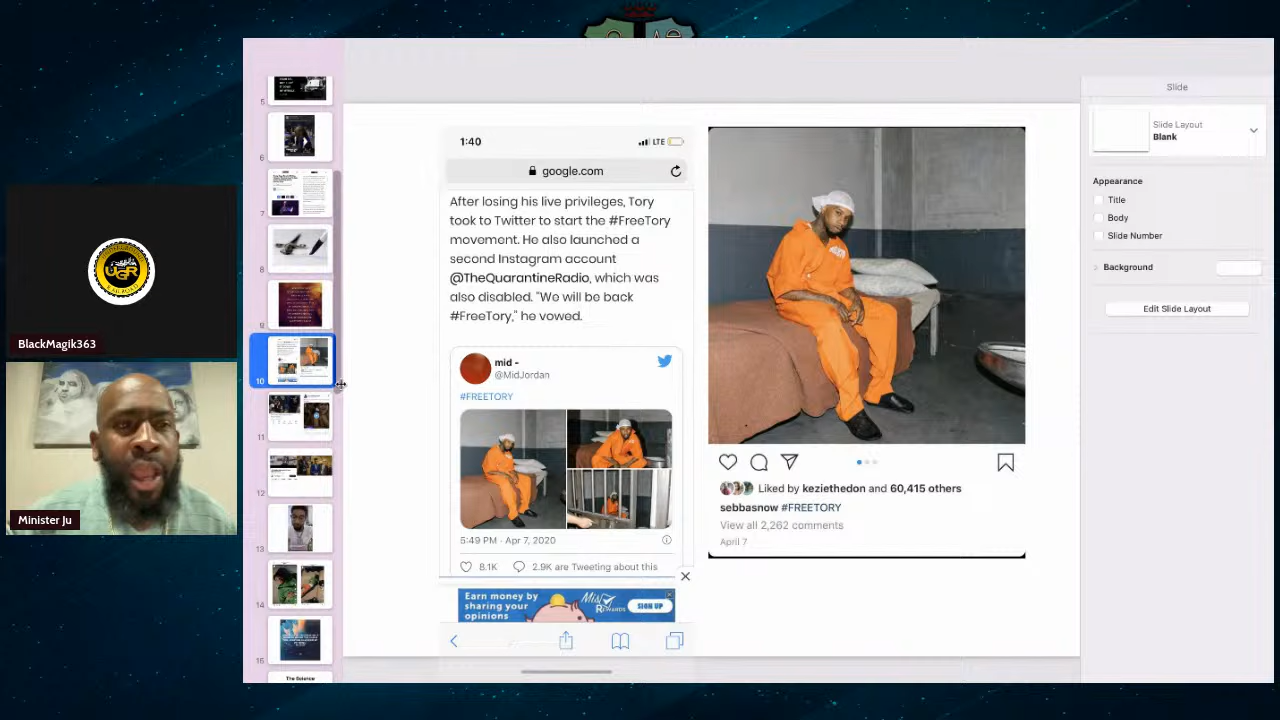 Slide
Slide Layout
Blank
Appearance
Title
Body
Slide Number
Background
Edit Slide Layout
5
6
7
8
9
10
11
12
13
14
15
The Science
1:40
LTE
google.com
After losing his live privileges, Tory
took to Twitter to start the #FreeTory
movement. He also launched a
second Instagram account
@TheQuarantineRadio, which was
also disabled. "We will be back
#FreeTory," he vowed.
mid -
@MidJordan
#FREETORY
5:49 PM · Apr 7, 2020
8.1K
2.9K are Tweeting about this
Earn money by
sharing your
opinions
SIGN UP
Liked by keziethedon and 60,415 others
sebbasnow #FREETORY
View all 2,262 comments
April 7
UGR
RAILROAD
BlackMagik363
Minister Ju